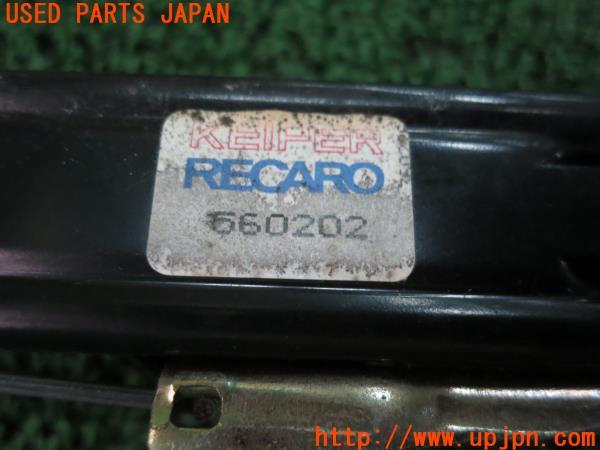 USED PARTS JAPAN
KEIPER
RECARO
660202
http://www.upjpn.com/